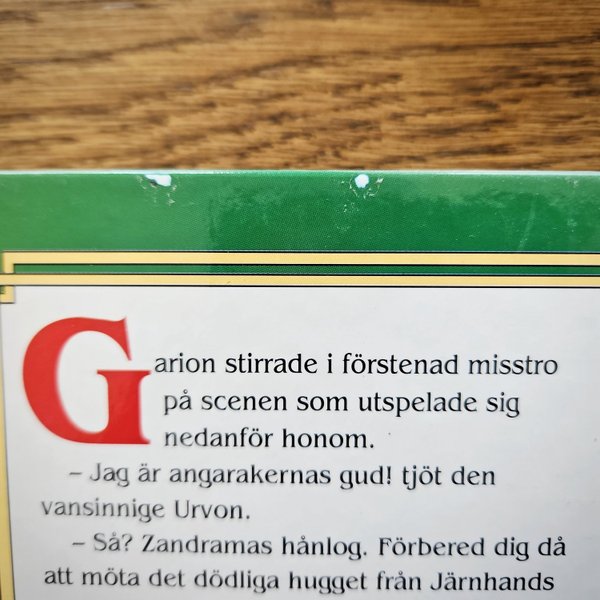 Garion stirrade i förstenad misstro
på scenen som utspelade sig
nedanför honom.
– Jag är angarakernas gud! tjöt den
vansinnige Urvon.
– Så? Zandramas hånlog. Förbered dig då
att möta det dödliga hugget från Järnhands